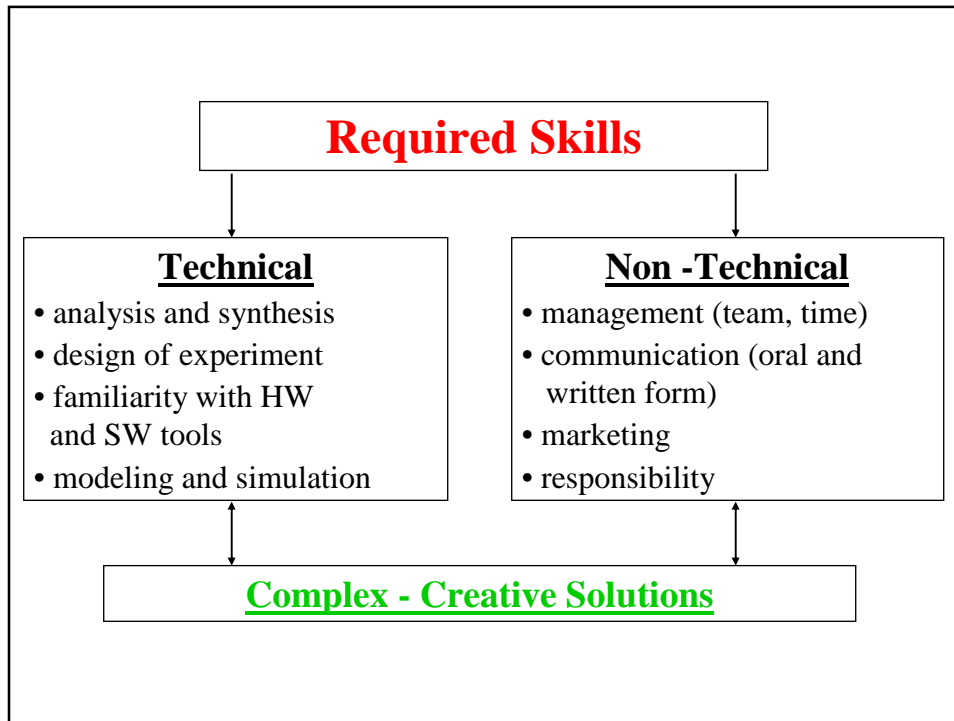 Required Skills
Technical
• analysis and synthesis
• design of experiment
• familiarity with HW
and SW tools
• modeling and simulation
Non -Technical
• management (team, time)
• communication (oral and
written form)
• marketing
• responsibility
Complex - Creative Solutions